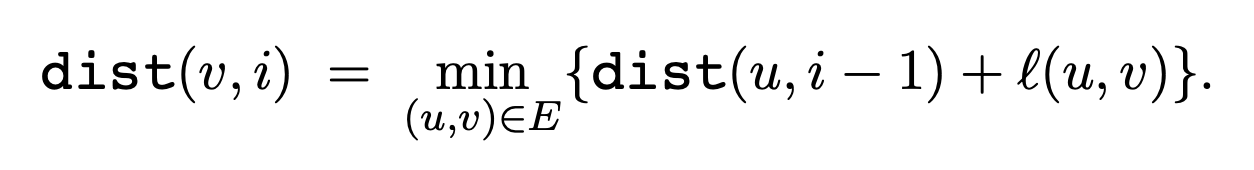 dist(v, i) = min_{(u,v)∈E} {dist(u, i − 1) + ℓ(u, v)}.